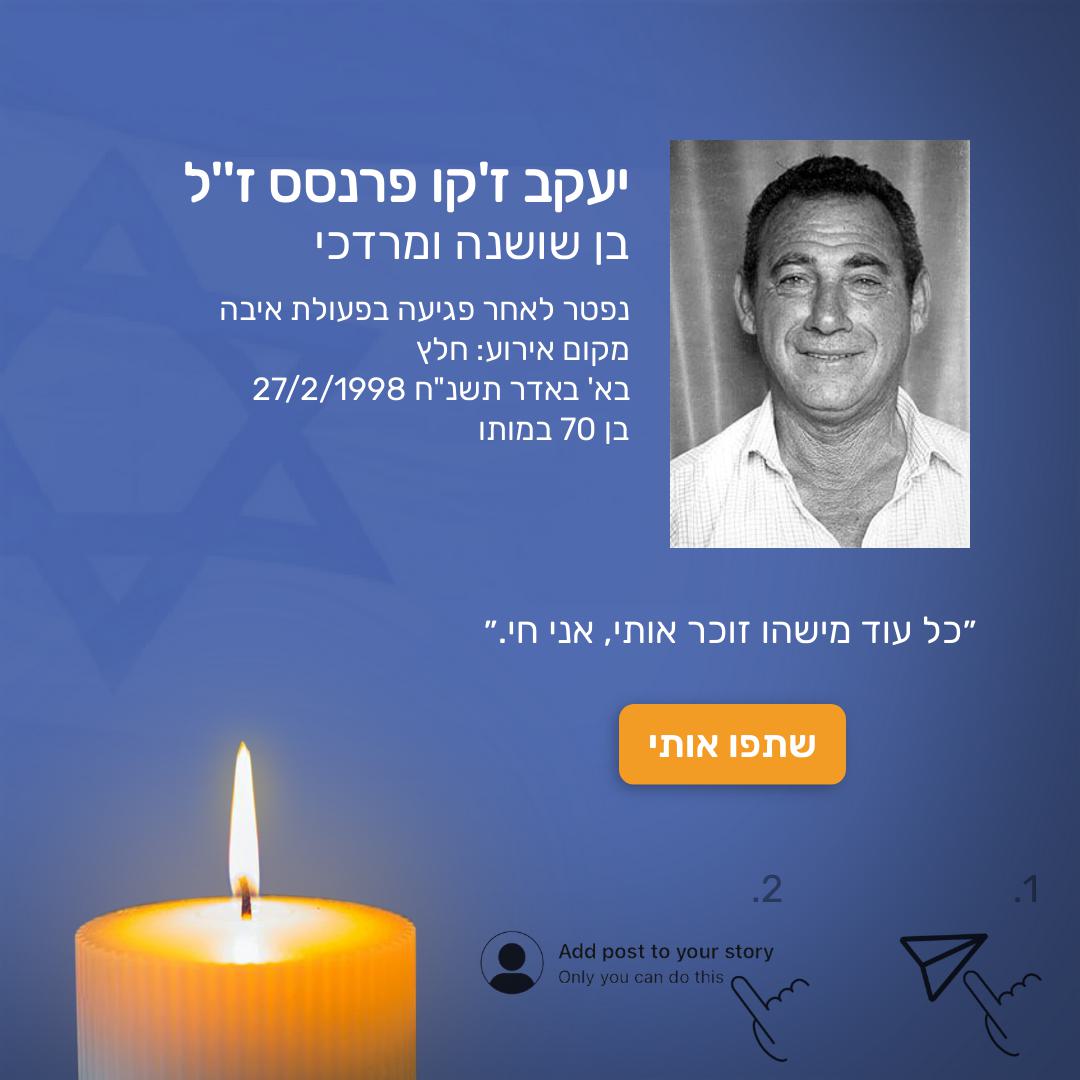 יעקב ז'קו פרנסס ז"ל
בן שושנה ומרדכי
נפטר לאחר פגיעה בפעולת איבה
מקום אירוע: חלץ
בא' באדר תשנ"ח 27/2/1998
בן 70 במותו
״כל עוד מישהו זוכר אותי, אני חי.״
שתפו אותי
1.
2.
Add post to your story
Only you can do this